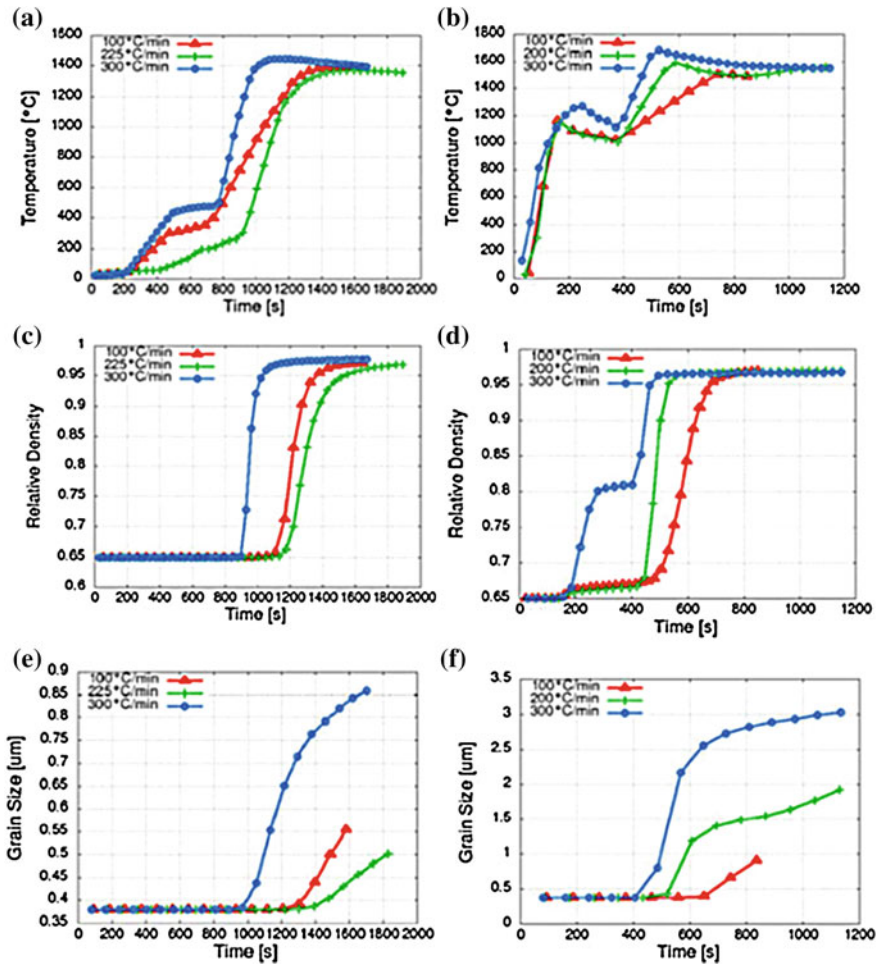 (a)
1600
1400
1200
1000
800
600
400
200
0
Temperature [*C]
100*C/min
225*C/min
300*C/min
0 200 400 600 800 1000 1200 1400 1600 1800 2000
Time [s]
(b)
1800
1600
1400
1200
1000
800
600
400
200
0
Temperature [*C]
100*C/min
200*C/min
300*C/min
0 200 400 600 800 1000 1200
Time [s]
(c)
1
0.95
0.9
0.85
0.8
0.75
0.7
0.65
0.6
Relative Density
100*C/min
225*C/min
300*C/min
0 200 400 600 800 1000 1200 1400 1600 1800 2000
Time [s]
(d)
1
0.95
0.9
0.85
0.8
0.75
0.7
0.65
Relative Density
100*C/min
200*C/min
300*C/min
0 200 400 600 800 1000 1200
Time [s]
(e)
0.9
0.85
0.8
0.75
0.7
0.65
0.6
0.55
0.5
0.45
0.4
0.35
Grain Size [um]
100*C/min
225*C/min
300*C/min
0 200 400 600 800 1000 1200 1400 1600 1800 2000
Time [s]
(f)
3.5
3
2.5
2
1.5
1
0.5
0
Grain Size [um]
100*C/min
200*C/min
300*C/min
0 200 400 600 800 1000 1200
Time [s]